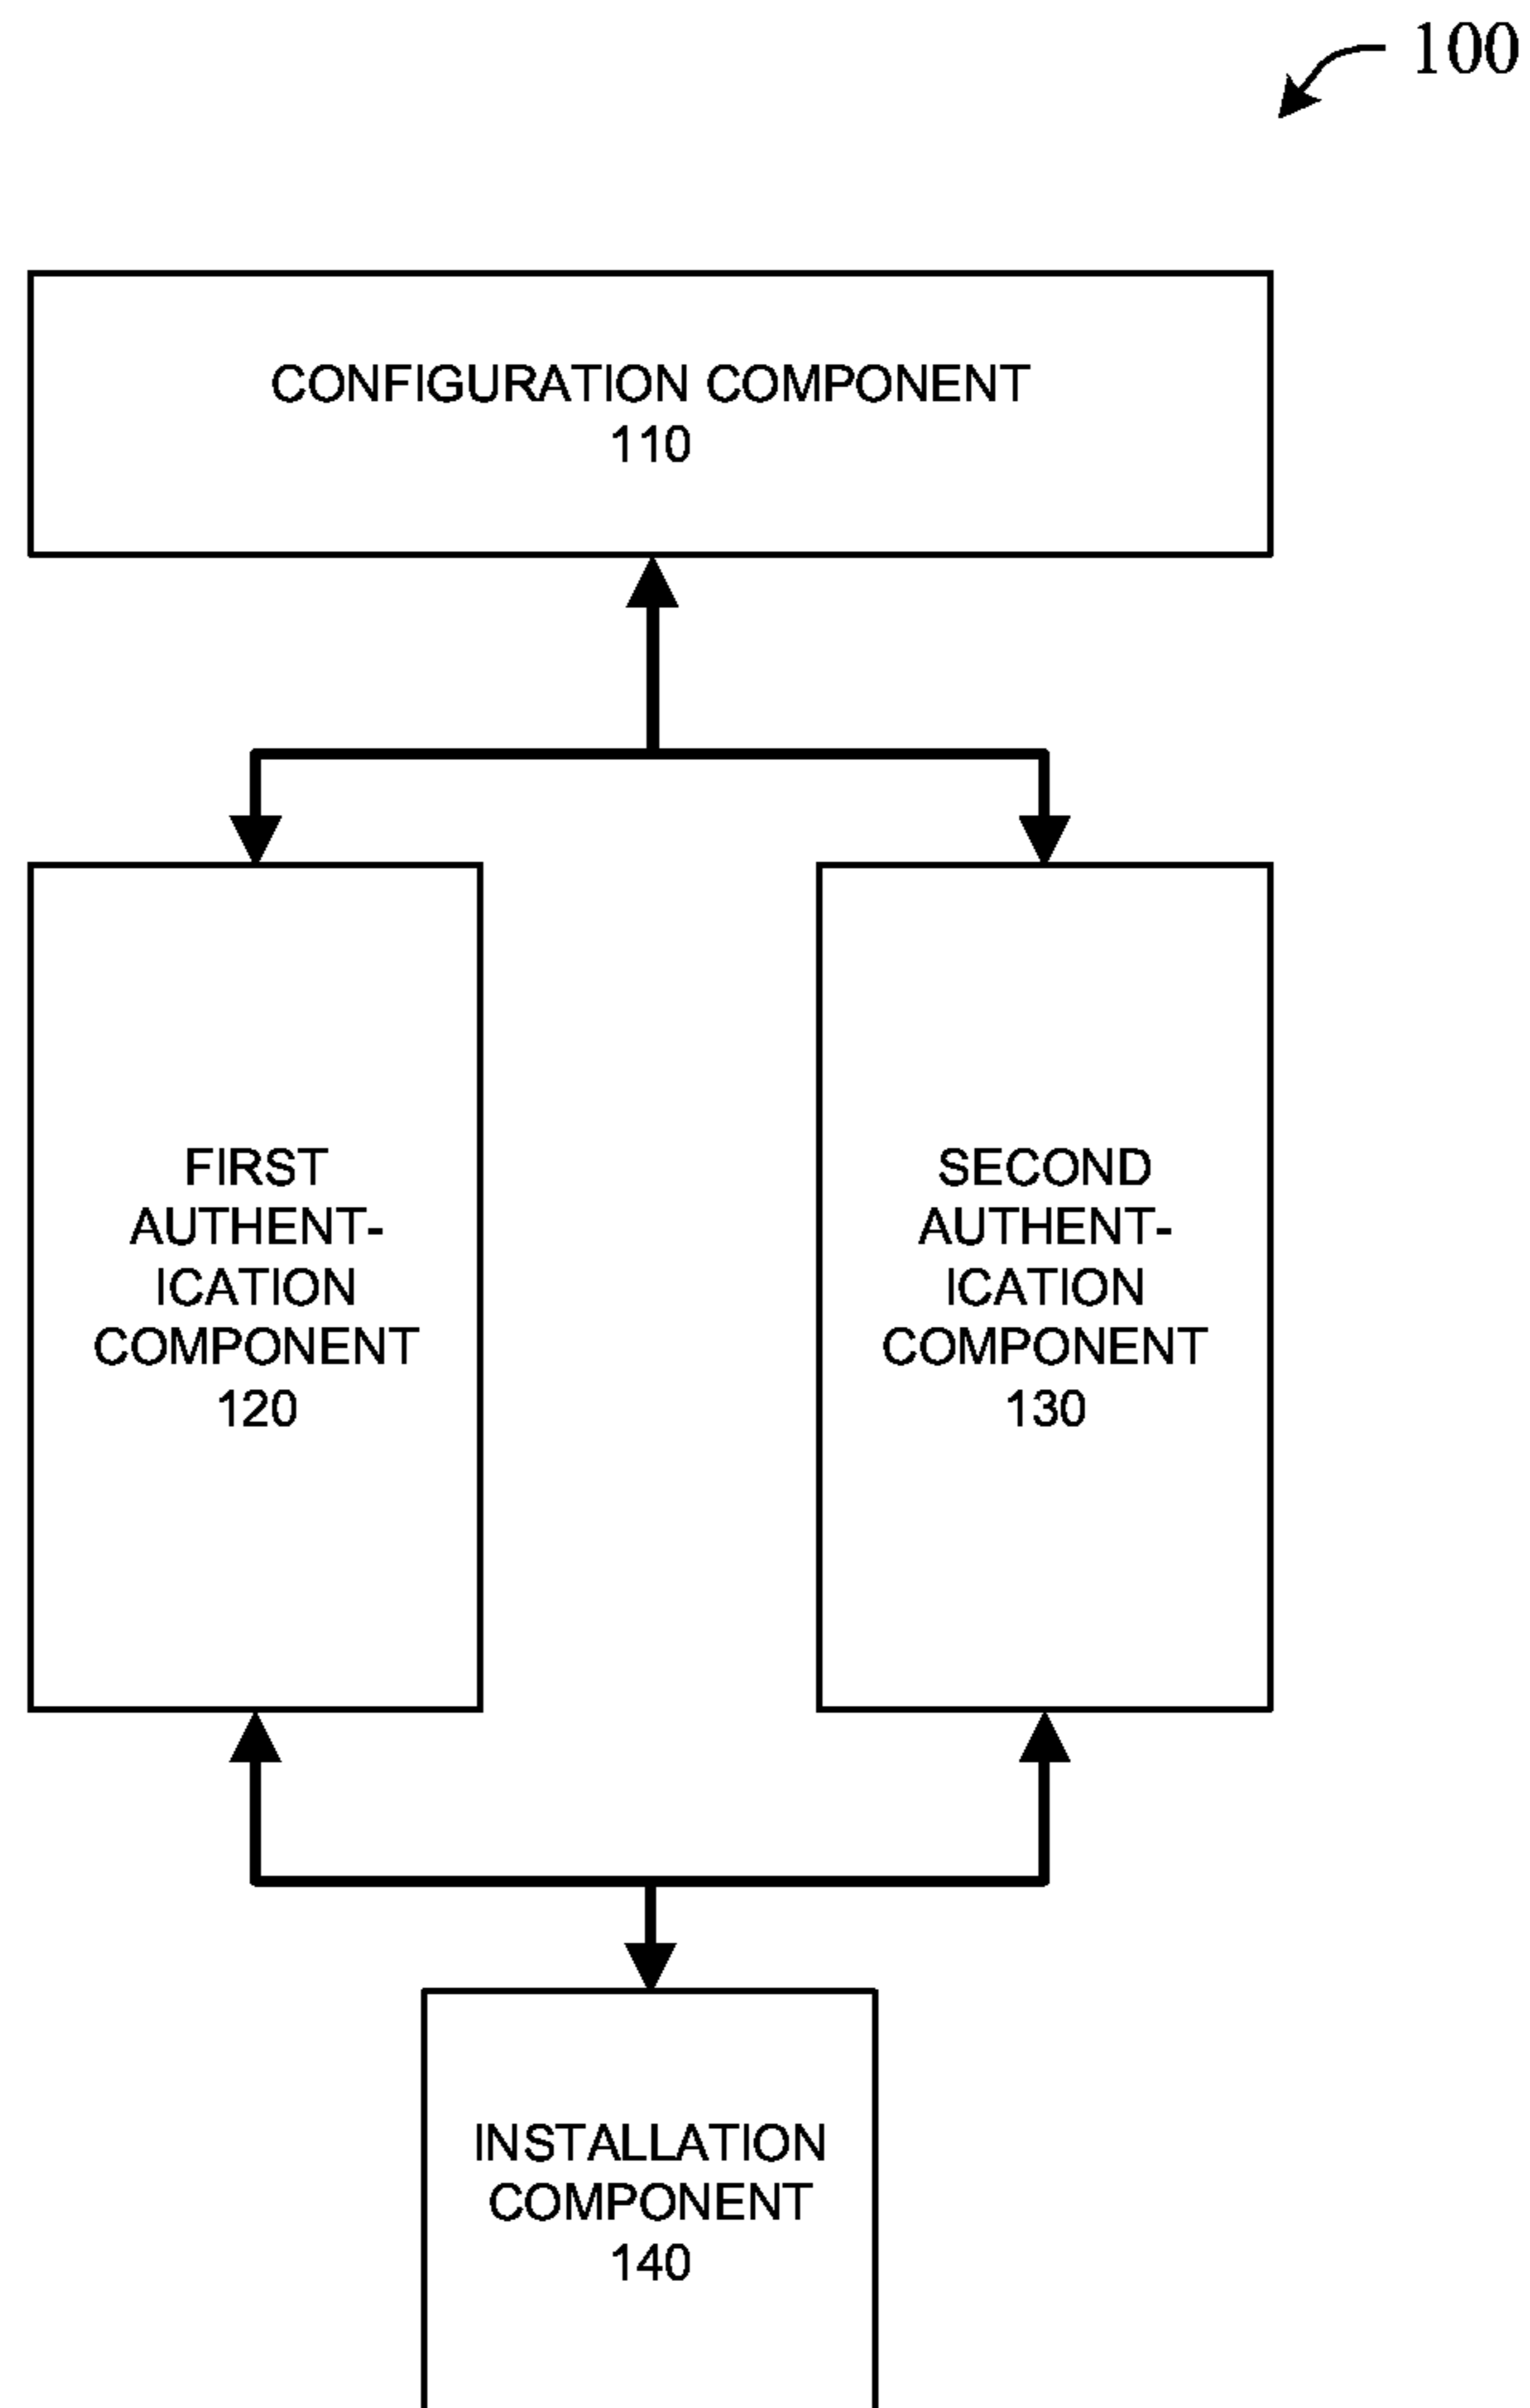 100
CONFIGURATION COMPONENT
110
FIRST
AUTHENT-
ICATION
COMPONENT
120
SECOND
AUTHENT-
ICATION
COMPONENT
130
INSTALLATION
COMPONENT
140